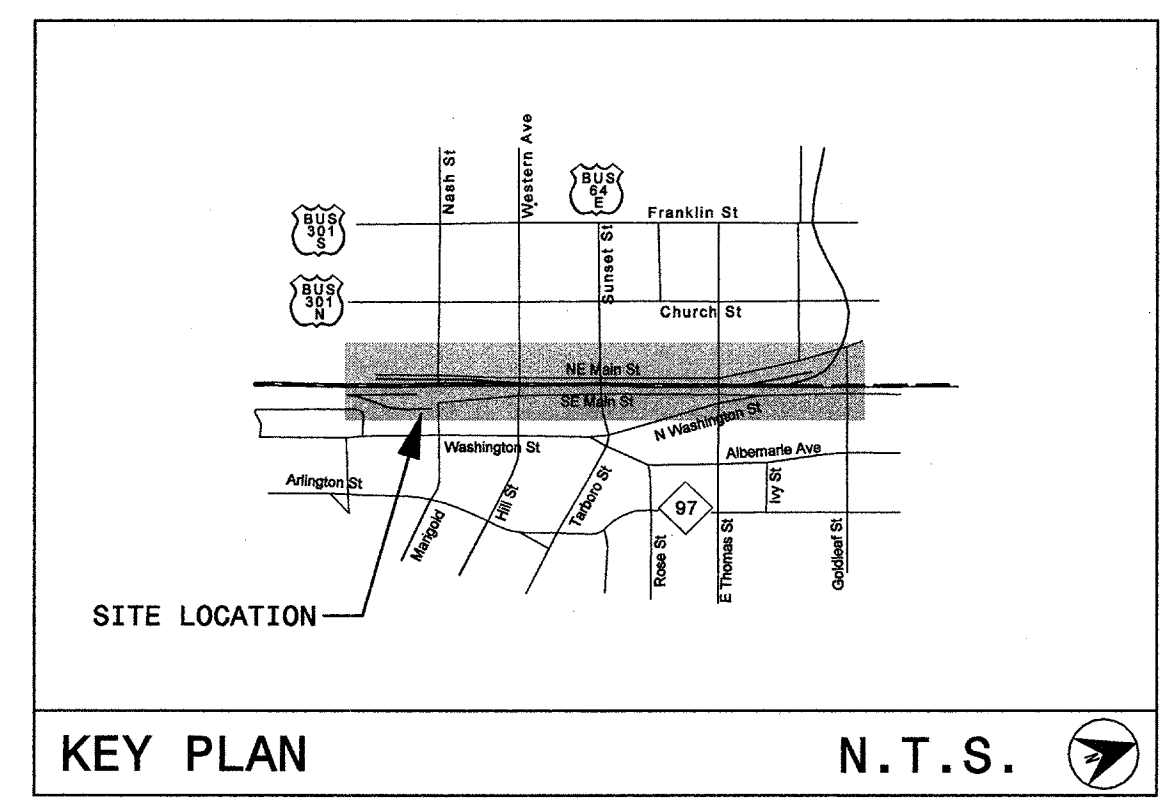 Nash St
Western Ave
BUS
64
E
Franklin St
BUS
301
S
Sunset St
BUS
301
N
Church St
NE Main St
SE Main St
N Washington St
Washington St
Albemarle Ave
Arlington St
Marigold
Hill St
Tarboro St
97
Ivy St
Rose St
E Thomas St
Goldleaf St
SITE LOCATION
KEY PLAN
N.T.S.
N